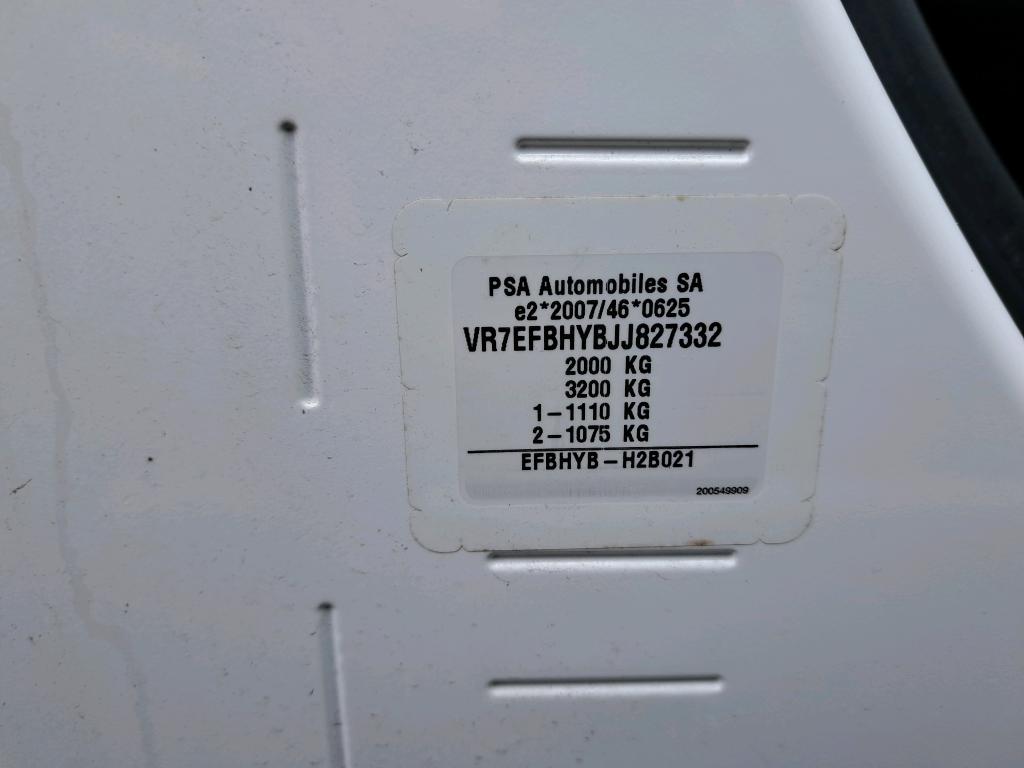 PSA Automobiles SA
e2*2007/46*0625
VR7EFBHYBJJ827332
2000 KG
3200 KG
1-1110 KG
2-1075 KG
EFBHYB-H2B021
200549909